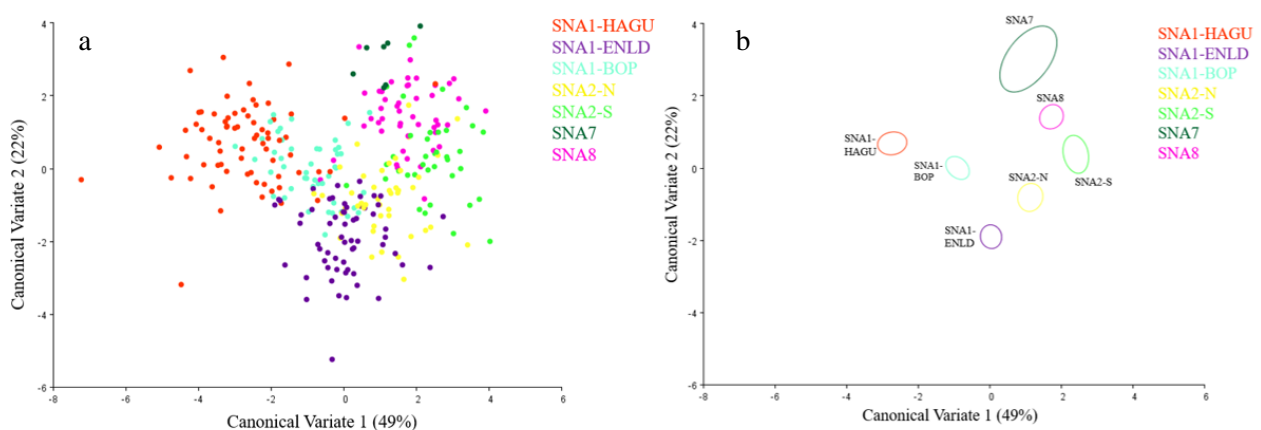 a
SNA1-HAGU
SNA1-ENLD
SNA1-BOP
SNA2-N
SNA2-S
SNA7
SNA8
4
2
0
-2
-4
-6
-8
-6
-4
-2
0
2
4
6
Canonical Variate 2 (22%)
Canonical Variate 1 (49%)
b
SNA1-HAGU
SNA1-ENLD
SNA1-BOP
SNA2-N
SNA2-S
SNA7
SNA8
SNA7
SNA8
SNA1-
HAGU
SNA1-
BOP
SNA2-N
SNA2-S
SNA1-
ENLD
4
2
0
-2
-4
-6
-8
-6
-4
-2
0
2
4
6
Canonical Variate 2 (22%)
Canonical Variate 1 (49%)